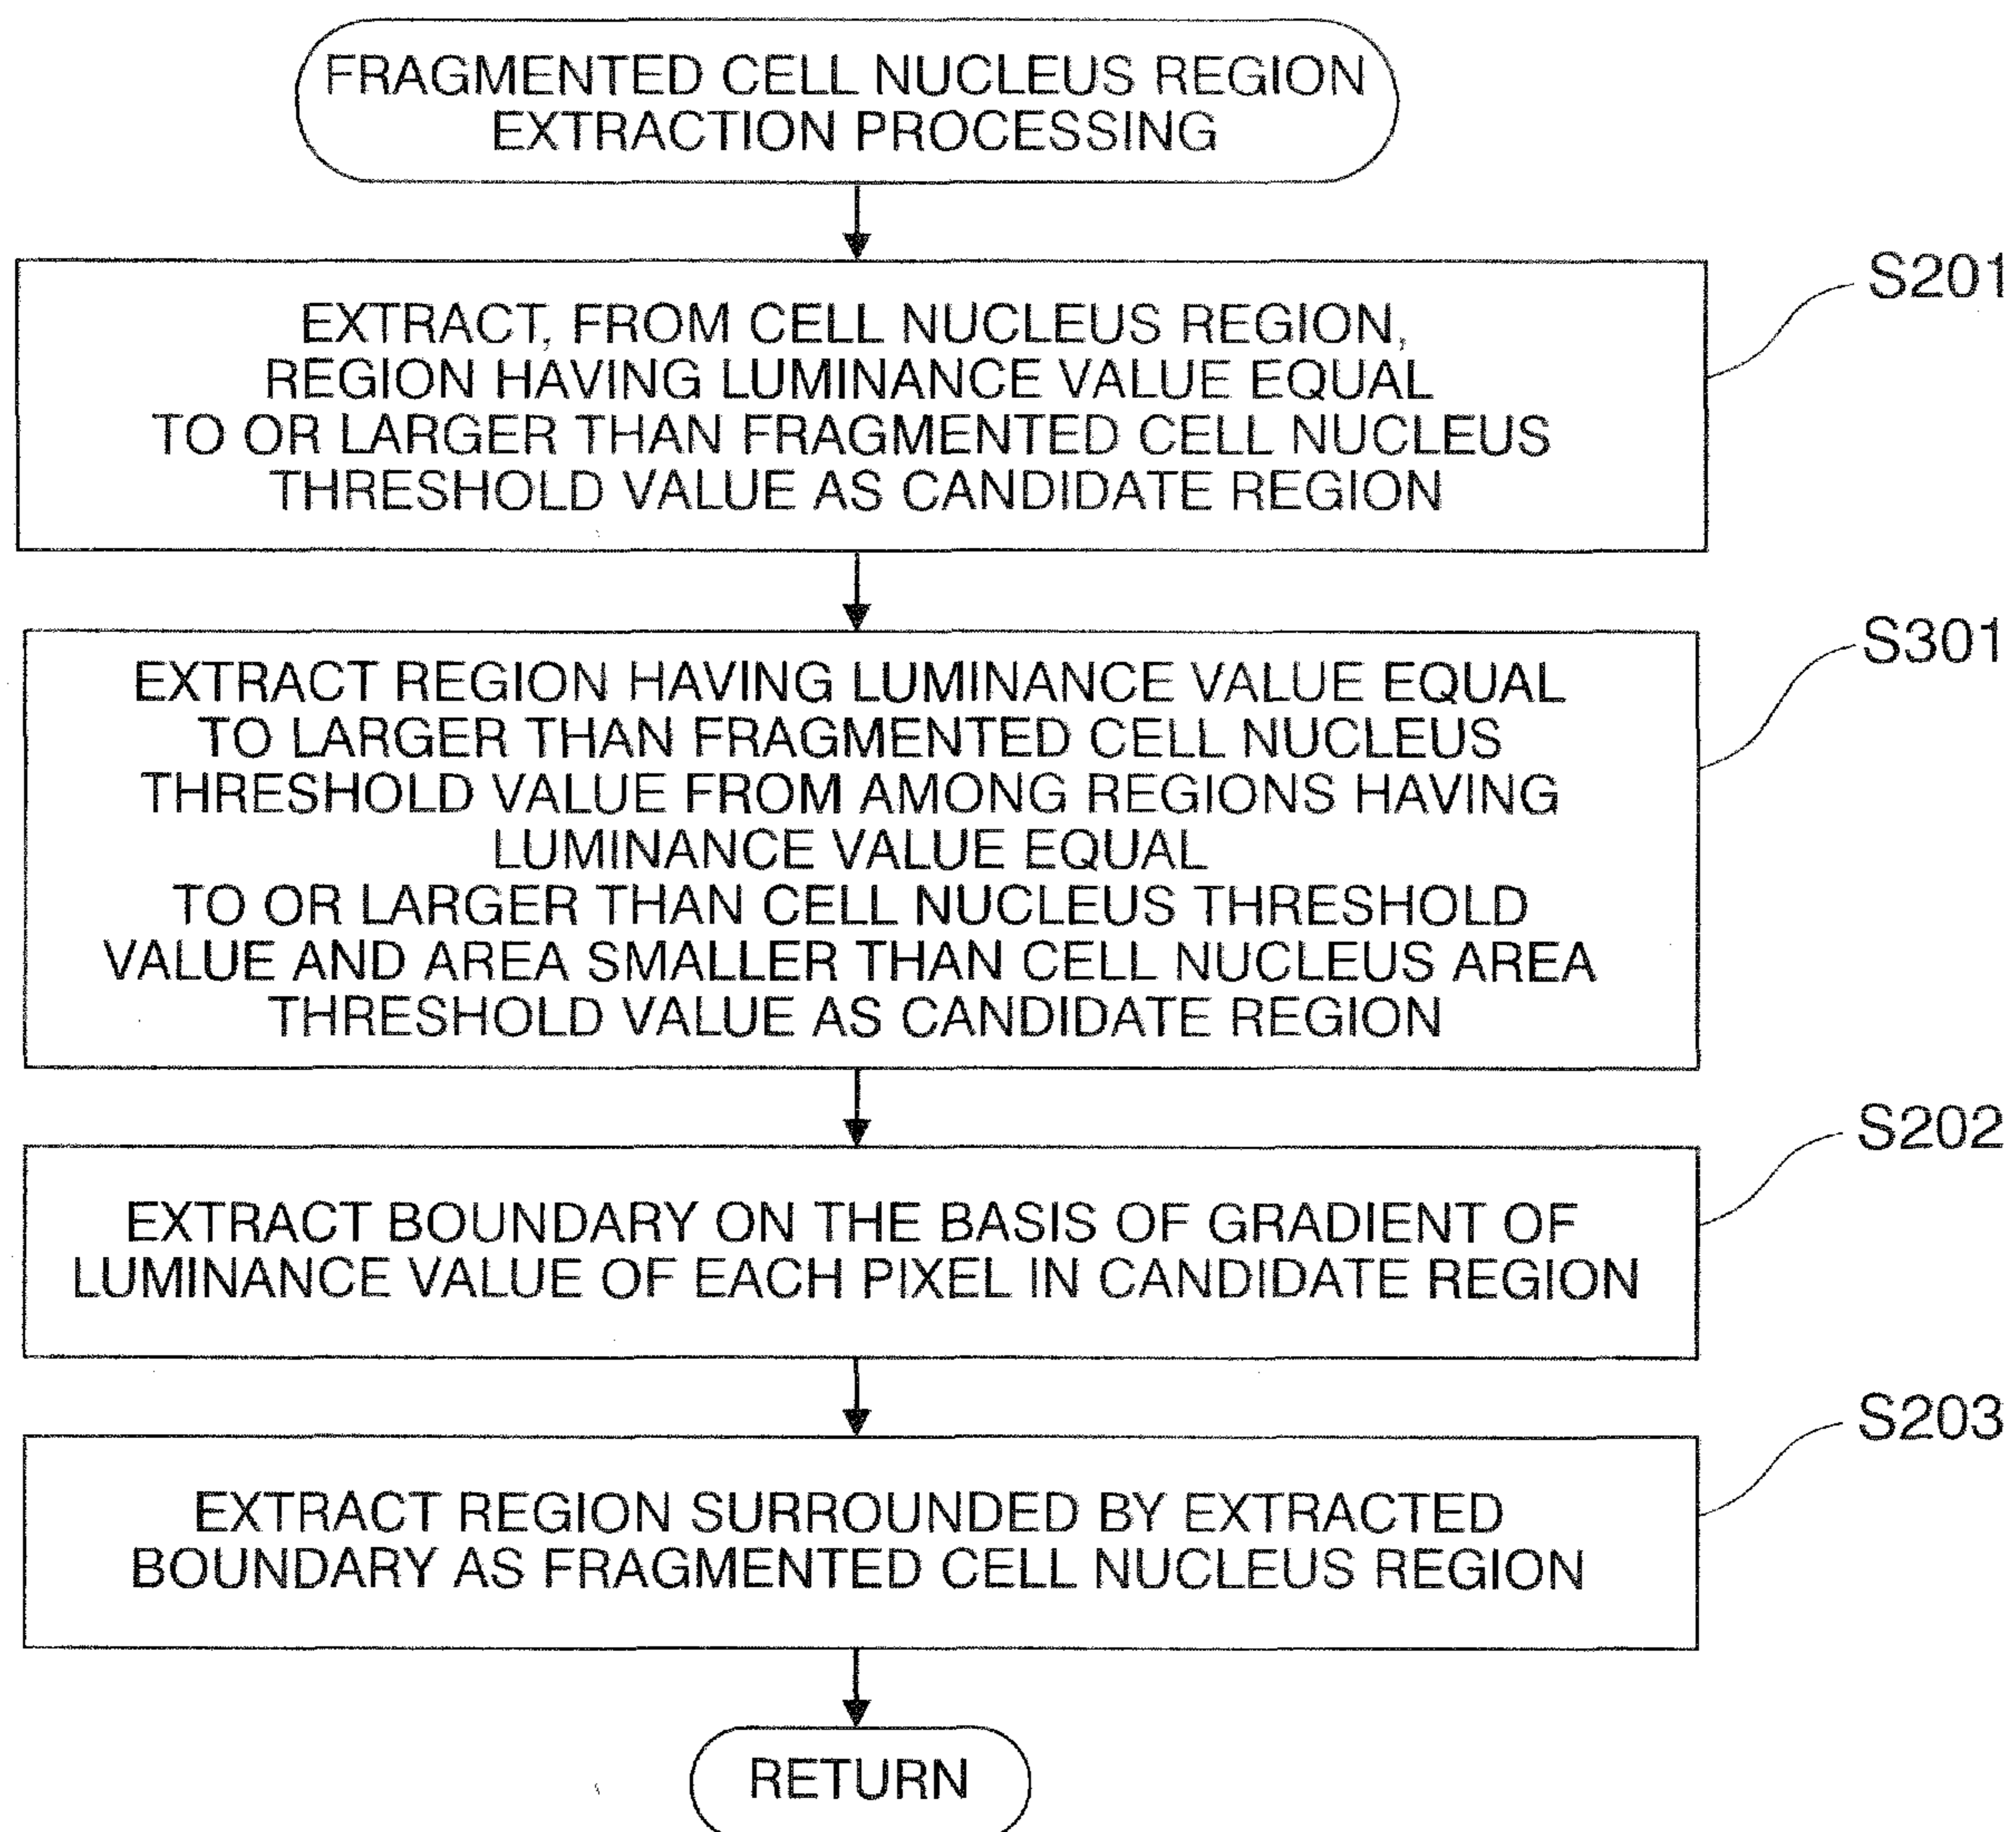 FRAGMENTED CELL NUCLEUS REGION
EXTRACTION PROCESSING
S201
EXTRACT, FROM CELL NUCLEUS REGION,
REGION HAVING LUMINANCE VALUE EQUAL
TO OR LARGER THAN FRAGMENTED CELL NUCLEUS
THRESHOLD VALUE AS CANDIDATE REGION
S301
EXTRACT REGION HAVING LUMINANCE VALUE EQUAL
TO LARGER THAN FRAGMENTED CELL NUCLEUS
THRESHOLD VALUE FROM AMONG REGIONS HAVING
LUMINANCE VALUE EQUAL
TO OR LARGER THAN CELL NUCLEUS THRESHOLD
VALUE AND AREA SMALLER THAN CELL NUCLEUS AREA
THRESHOLD VALUE AS CANDIDATE REGION
S202
EXTRACT BOUNDARY ON THE BASIS OF GRADIENT OF
LUMINANCE VALUE OF EACH PIXEL IN CANDIDATE REGION
S203
EXTRACT REGION SURROUNDED BY EXTRACTED
BOUNDARY AS FRAGMENTED CELL NUCLEUS REGION
RETURN